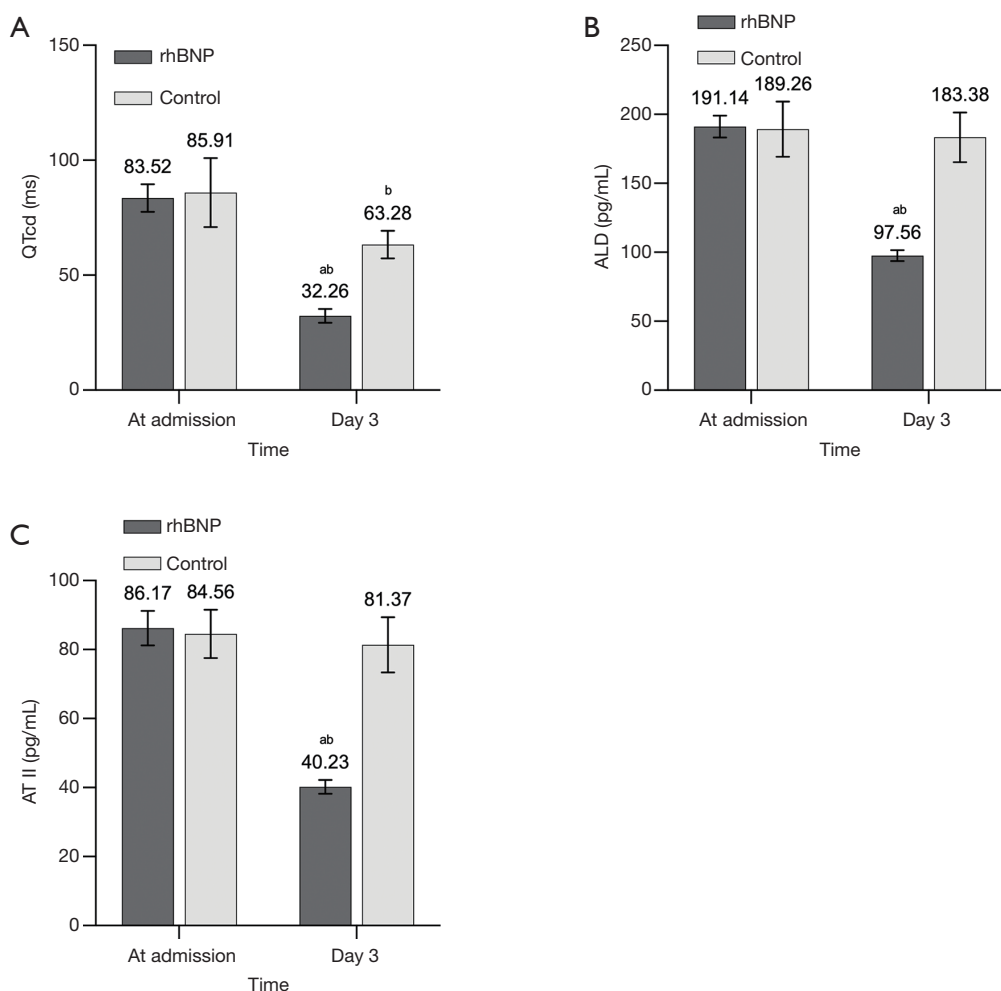 A
150
rhBNP
Control
85.91
83.52
100
b
63.28
QTcd (ms)
ab
50
32.26
0
At admission
Day 3
Time
B
rhBNP
250
Control
189.26
191.14
183.38
200
150
ALD (pg/mL)
ab
97.56
100
50
0
At admission
Day 3
Time
C
rhBNP
Control
100
86.17
84.56
81.37
80
60
AT II (pg/mL)
ab
40.23
40
20
0
At admission
Day 3
Time